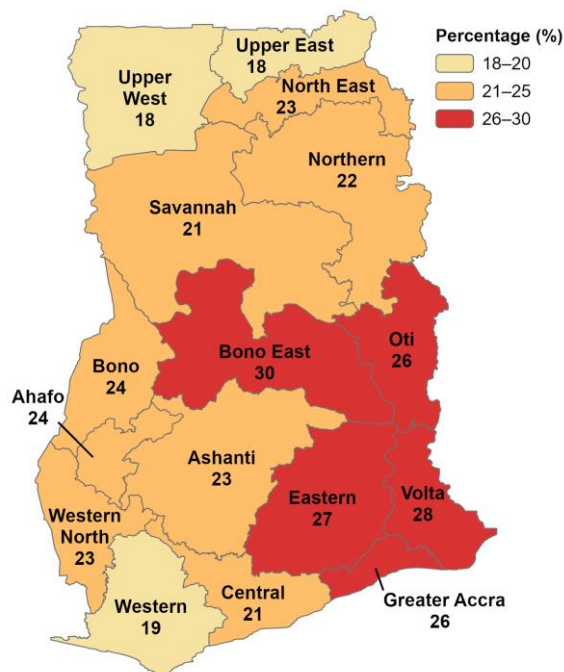 Percentage (%)
18–20
21–25
26–30
Upper East
18
Upper
West
18
North East
23
Northern
22
Savannah
21
Bono East
30
Oti
26
Bono
24
Ahafo
24
Ashanti
23
Eastern
27
Volta
28
Western
North
23
Western
19
Central
21
Greater Accra
26